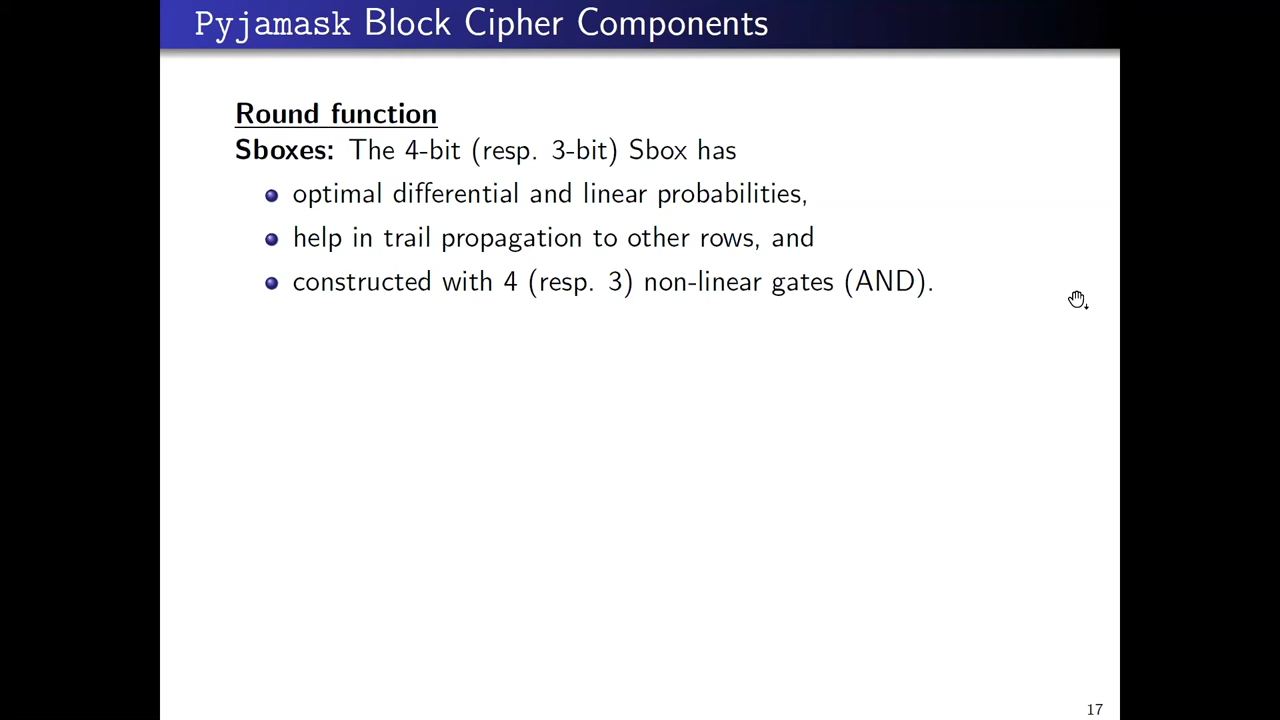 Pyjamask Block Cipher Components
Round function
Sboxes: The 4-bit (resp. 3-bit) Sbox has
optimal differential and linear probabilities,
help in trail propagation to other rows, and
constructed with 4 (resp. 3) non-linear gates (AND).
17